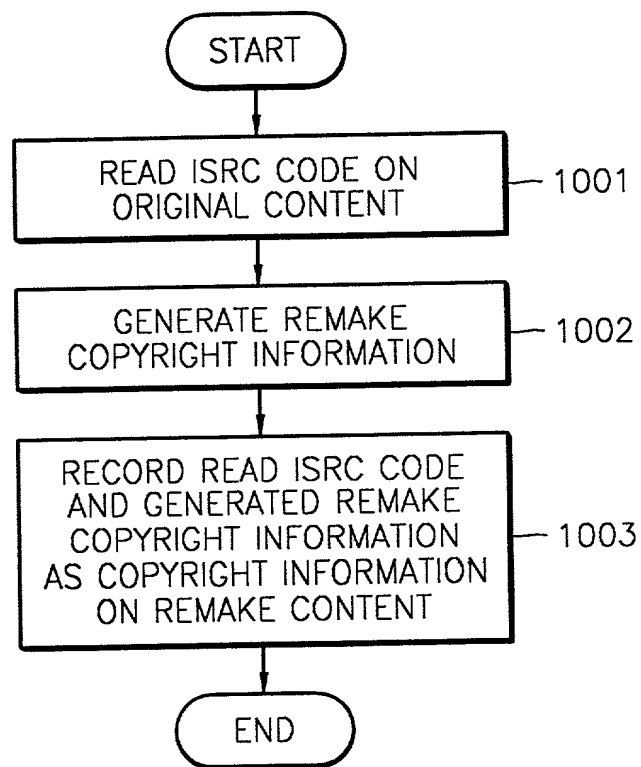 START
READ ISRC CODE ON
ORIGINAL CONTENT
1001
GENERATE REMAKE
COPYRIGHT INFORMATION
1002
RECORD READ ISRC CODE
AND GENERATED REMAKE
COPYRIGHT INFORMATION
AS COPYRIGHT INFORMATION
ON REMAKE CONTENT
1003
END